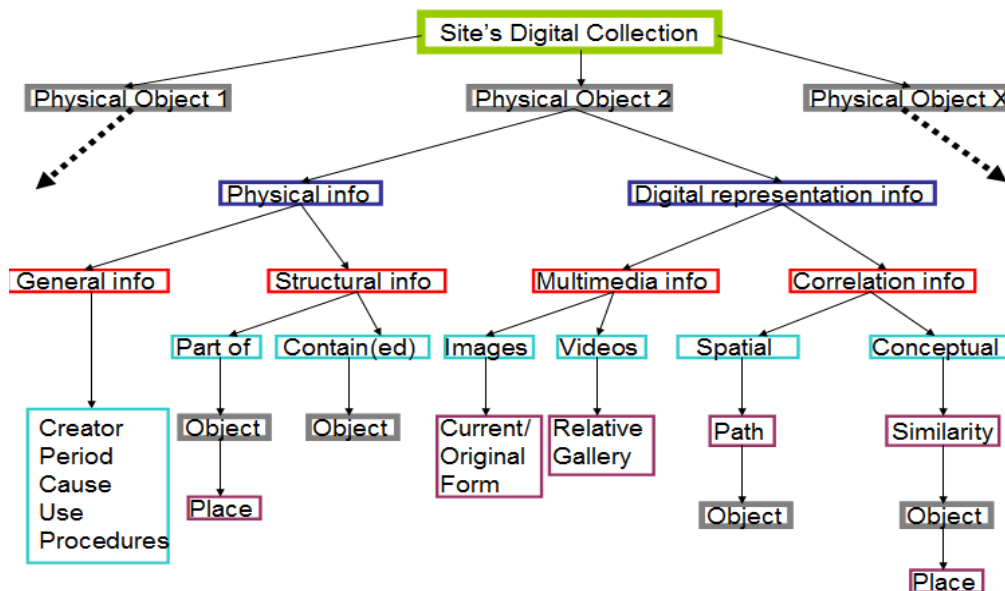 Site's Digital Collection
Physical Object 1
Physical Object 2
Physical Object X
Physical info
Digital representation info
General info
Structural info
Multimedia info
Correlation info
Part of
Contain(ed)
Images
Videos
Spatial
Conceptual
Creator
Period
Cause
Use
Procedures
Object
Place
Object
Current/
Original
Form
Relative
Gallery
Path
Object
Similarity
Object
Place